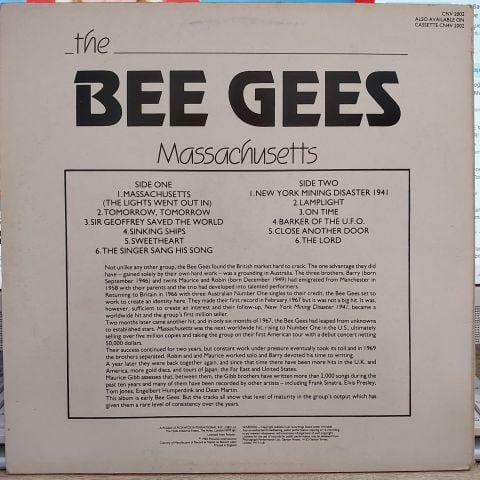 CNV 2002
ALSO AVAILABLE ON
CASSETTE CN4V 2002
the
BEE GEES
Massachusetts
SIDE ONE
1. MASSACHUSETTS
(THE LIGHTS WENT OUT IN)
2. TOMORROW, TOMORROW
3. SIR GEOFFREY SAVED THE WORLD
4. SINKING SHIPS
5. SWEETHEART
6. THE SINGER SANG HIS SONG
SIDE TWO
1. NEW YORK MINING DISASTER 1941
2. LAMPLIGHT
3. ON TIME
4. BARKER OF THE U.F.O.
5. CLOSE ANOTHER DOOR
6. THE LORD
Not unlike any other group, the Bee Gees found the British market hard to crack. The one advantage they did
have – gained solely by their own hard work – was a grounding in Australia. The three brothers, Barry (born
September 1946) and twins Maurice and Robin (born December 1949) had emigrated from Manchester in
1958 with their parents and the trio had developed into talented performers.
Returning to Britain in 1966 with three Australian Number One singles to their credit, the Bee Gees set to
work to create an identity here. They made their first record in February 1967 but it was not a big hit. It was,
however, sufficient to create an interest and their follow-up, New York Mining Disaster 1941, became a
worldwide hit and the group's first million seller.
Two months later came another hit, and in only six months of 1967, the Bee Gees had leaped from unknowns
to established stars. Massachusetts was the next worldwide hit, rising to Number One in the U.S., ultimately
selling over five million copies and taking the group on their first American tour with a debut concert netting
50,000 dollars.
Their success continued for two years, but constant work under pressure eventually took its toll and in 1969
the brothers separated. Robin and Maurice worked solo and Barry devoted his time to writing.
A year later they were back together again, and since that time there have been more hits in the U.K. and
America, more gold discs, and tours of Japan, the Far East and United States.
Maurice Gibb assesses that, between them, the Gibb brothers have written more than 2,000 songs during the
past ten years and many of them have been recorded by other artists – including Frank Sinatra, Elvis Presley,
Tom Jones, Engelbert Humperdink and Dean Martin.
This album is early Bee Gees. But the tracks all show that level of maturity in the group's output which has
given them a rare level of consistency over the years.